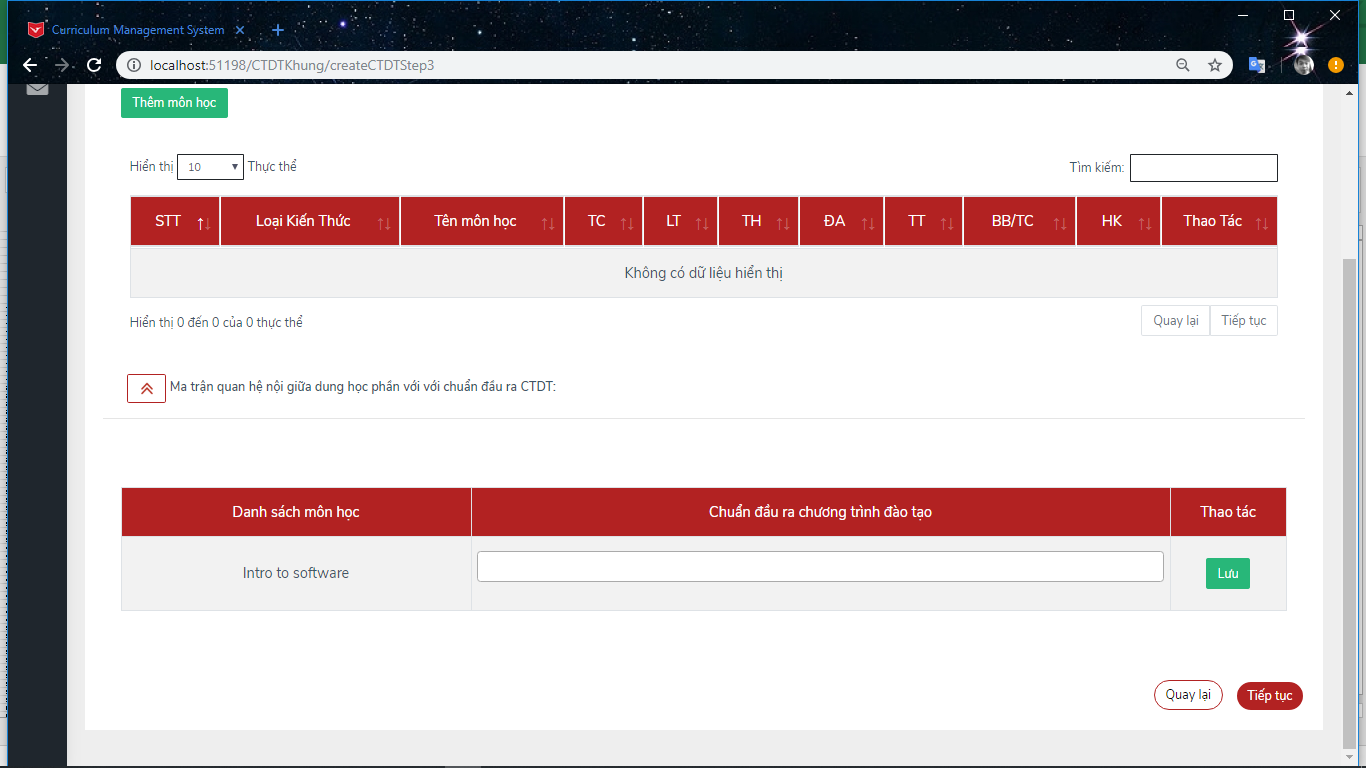 Curriculum Management System
localhost:51198/CTDTKhung/createCTDTStep3
Thêm môn học
Hiển thị 10 Thực thể
Tìm kiếm:
STT Loại Kiến Thức Tên môn học TC LT TH ĐA TT BB/TC HK Thao Tác
Không có dữ liệu hiển thị
Hiển thị 0 đến 0 của 0 thực thể
Quay lại Tiếp tục
Ma trận quan hệ nội giữa dung học phần với với chuẩn đầu ra CTDT:
Danh sách môn học Chuẩn đầu ra chương trình đào tạo Thao tác
Intro to software Lưu
Quay lại Tiếp tục